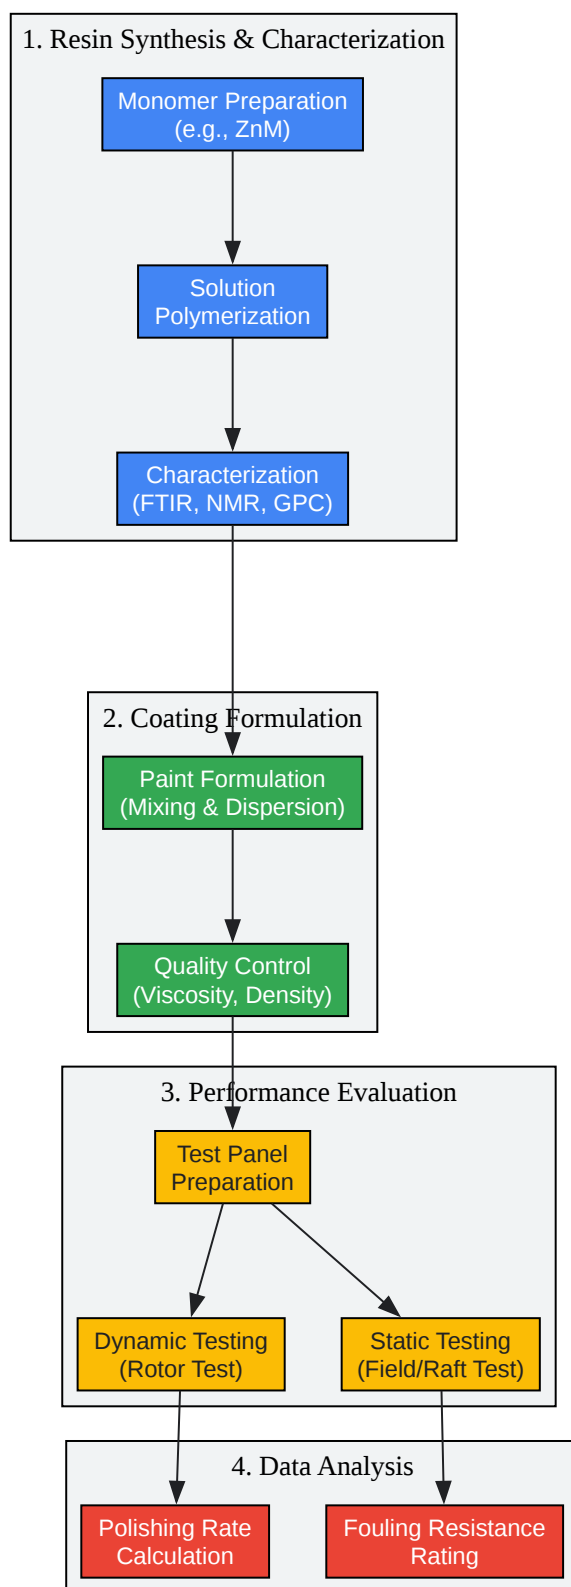 1. Resin Synthesis & Characterization
Monomer Preparation
(e.g., ZnM)
Solution
Polymerization
Characterization
(FTIR, NMR, GPC)
2. Coating Formulation
Paint Formulation
(Mixing & Dispersion)
Quality Control
(Viscosity, Density)
3. Performance Evaluation
Test Panel
Preparation
Dynamic Testing
(Rotor Test)
Static Testing
(Field/Raft Test)
4. Data Analysis
Polishing Rate
Calculation
Fouling Resistance
Rating